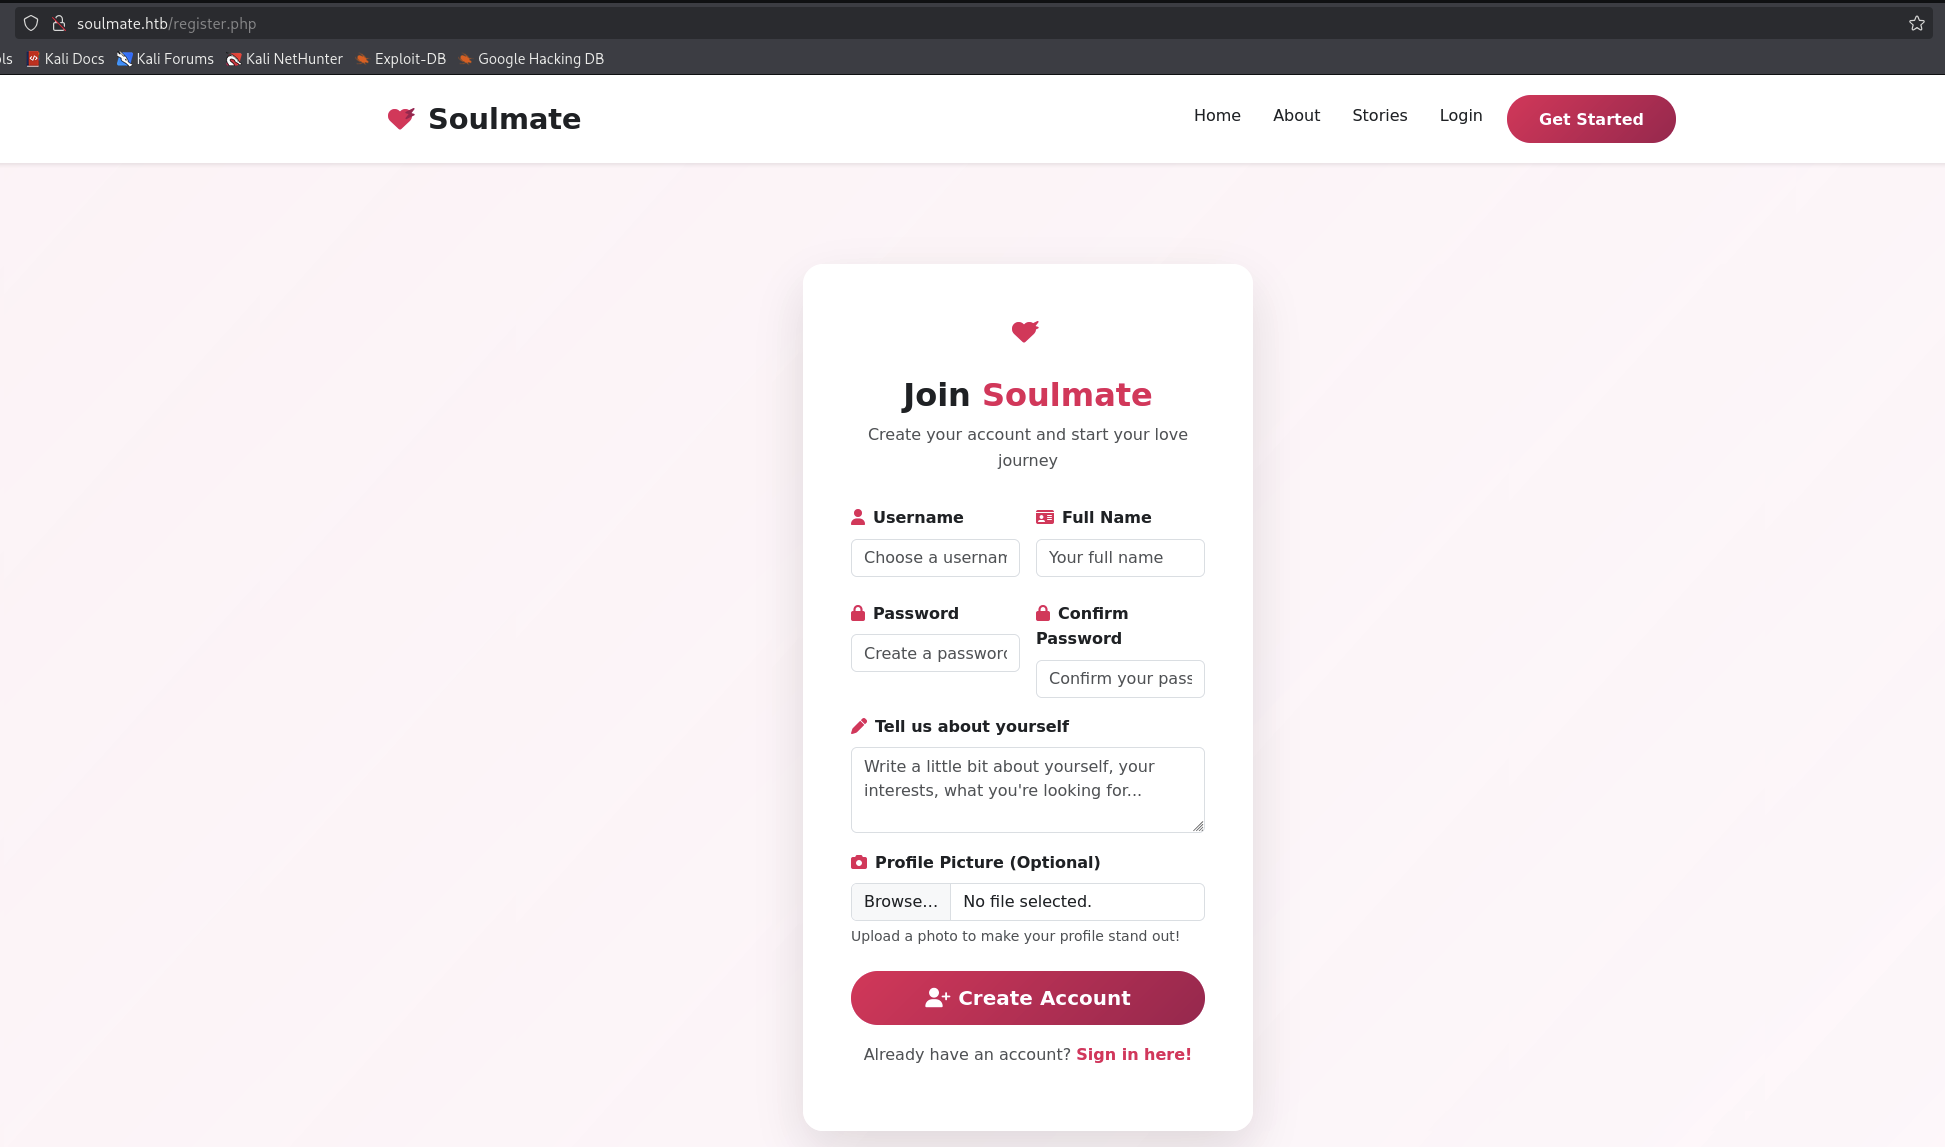 soulmate.htb/register.php
ls Kali Docs Kali Forums Kali NetHunter Exploit-DB Google Hacking DB
Soulmate Home About Stories Login Get Started
Join Soulmate
Create your account and start your love
journey
Username Full Name
Choose a usernam Your full name
Password Confirm
Password
Create a password
Confirm your pass
Tell us about yourself
Write a little bit about yourself, your
interests, what you're looking for...
Profile Picture (Optional)
Browse... No file selected.
Upload a photo to make your profile stand out!
Create Account
Already have an account? Sign in here!